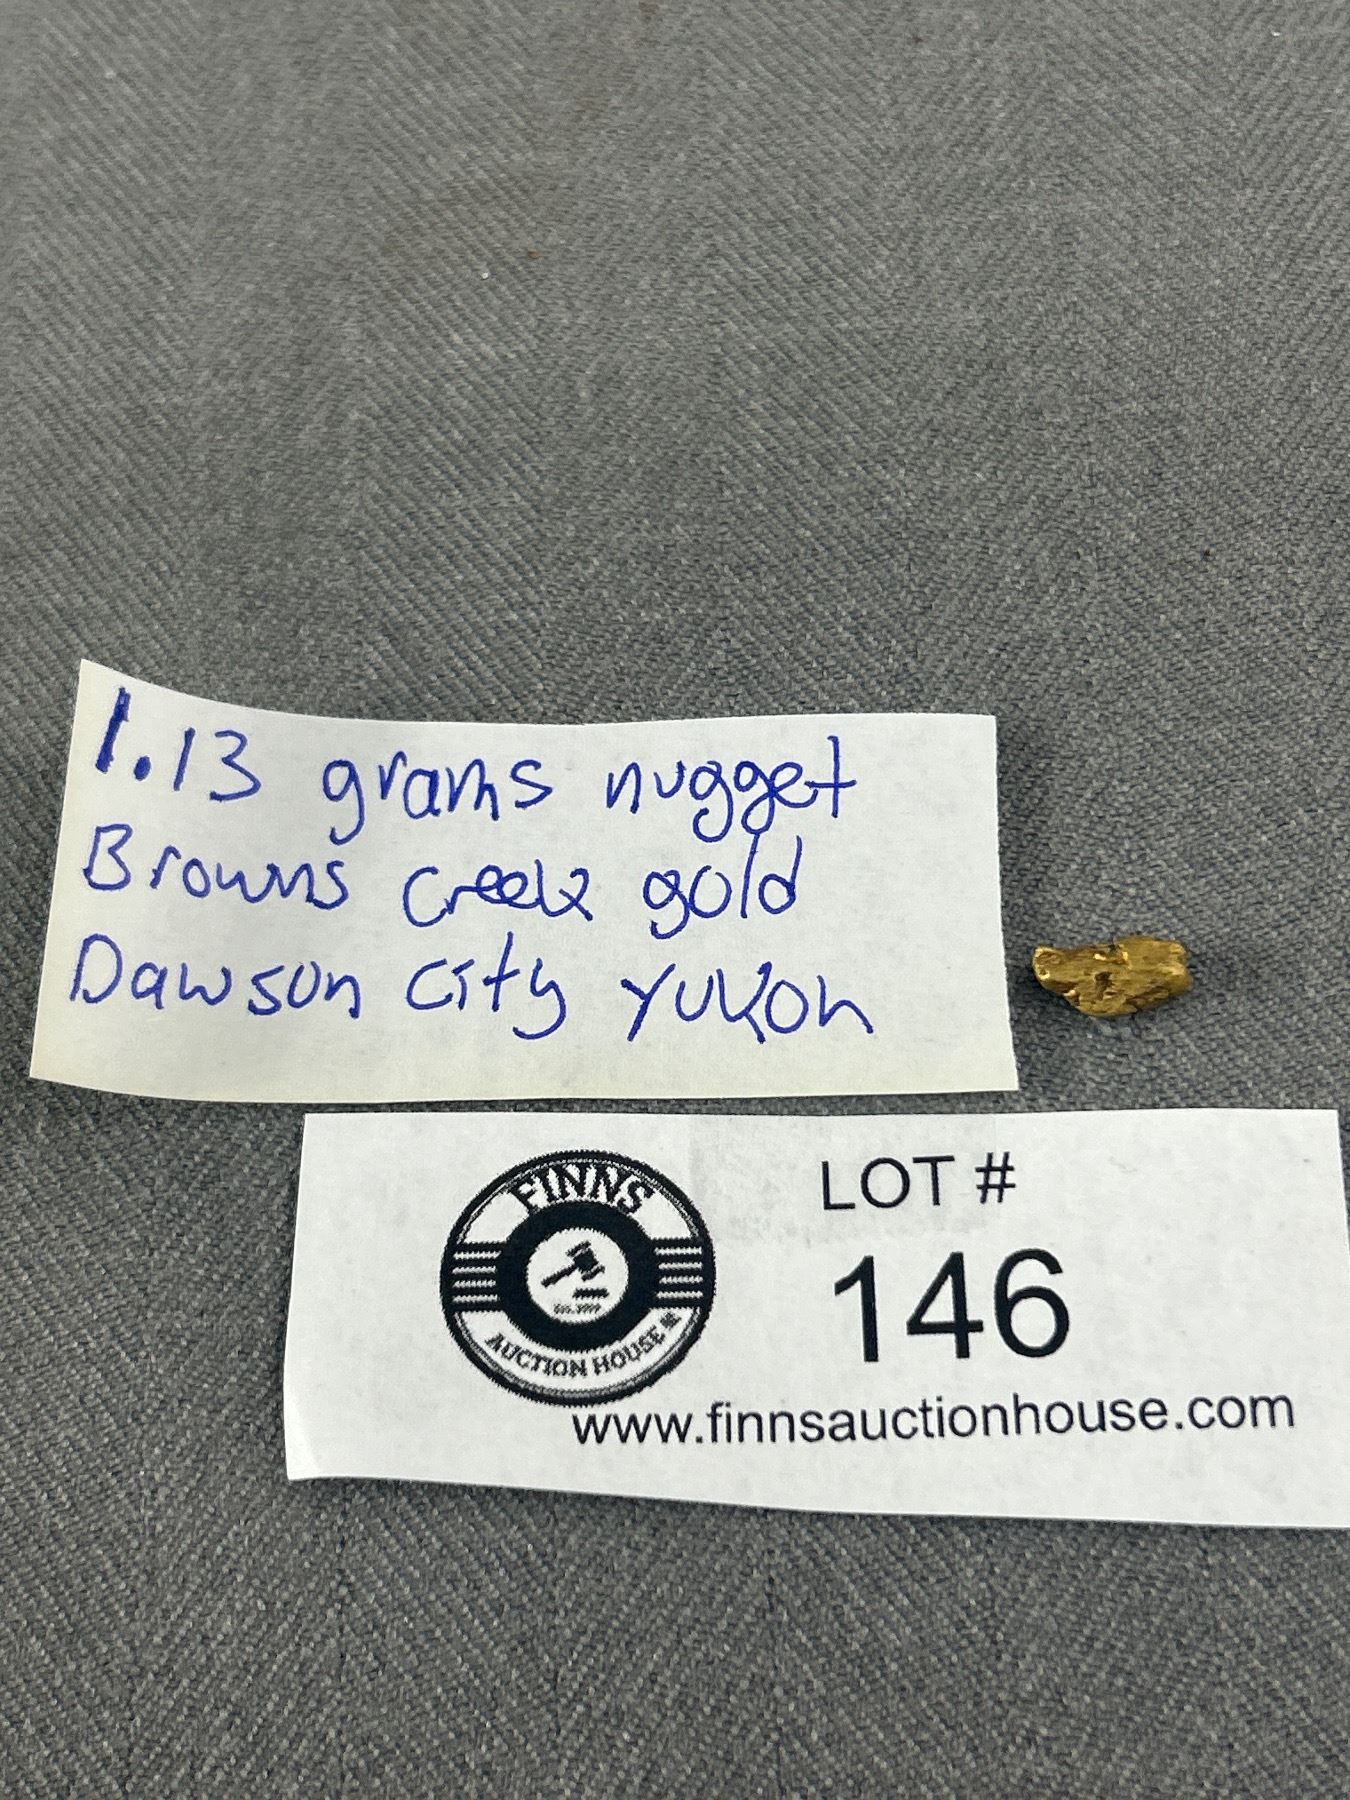 1.13 grams nugget
Browns creek gold
Dawson city yukon
FINNS
AUCTION HOUSE
LOT #
146
www.finnsauctionhouse.com